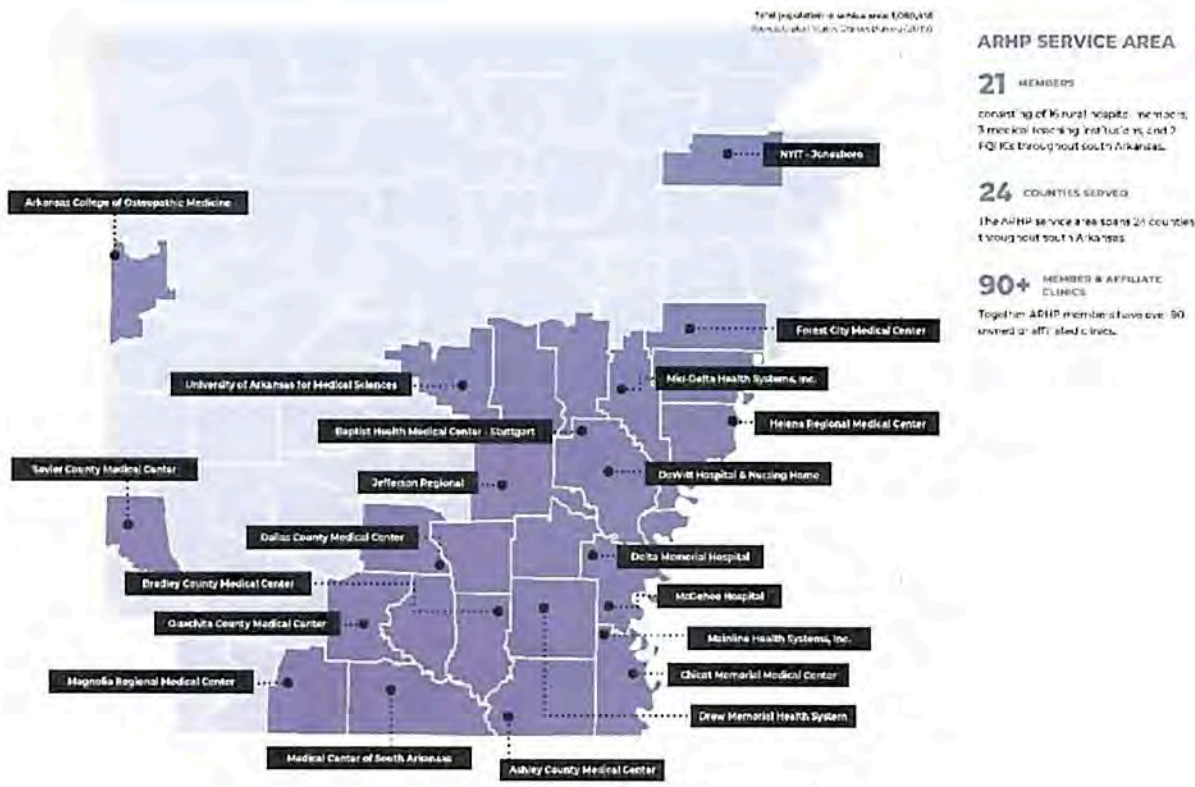 Total population in service area:
ARHP SERVICE AREA
21 MEMBERS
consisting of 16 rural hospital members,
3 medical teaching institutions, and 2
FQHCs throughout south Arkansas.
24 COUNTIES SERVED
The ARHP service area spans 24 counties
throughout south Arkansas.
90+ MEMBER & AFFILIATE
CLINICS
Together ARHP members have over 90
owned or affiliated clinics.
NYIT - Jonesboro
Arkansas College of Osteopathic Medicine
Forest City Medical Center
University of Arkansas for Medical Sciences
Mid-Delta Health Systems, Inc.
Baptist Health Medical Center - Stuttgart
Helena Regional Medical Center
Sevier County Medical Center
Jefferson Regional
DeWitt Hospital & Nursing Home
Dallas County Medical Center
Delta Memorial Hospital
Bradley County Medical Center
McGehee Hospital
Ouachita County Medical Center
Mainline Health Systems, Inc.
Magnolia Regional Medical Center
Chicot Memorial Medical Center
Drew Memorial Health System
Medical Center of South Arkansas
Ashley County Medical Center